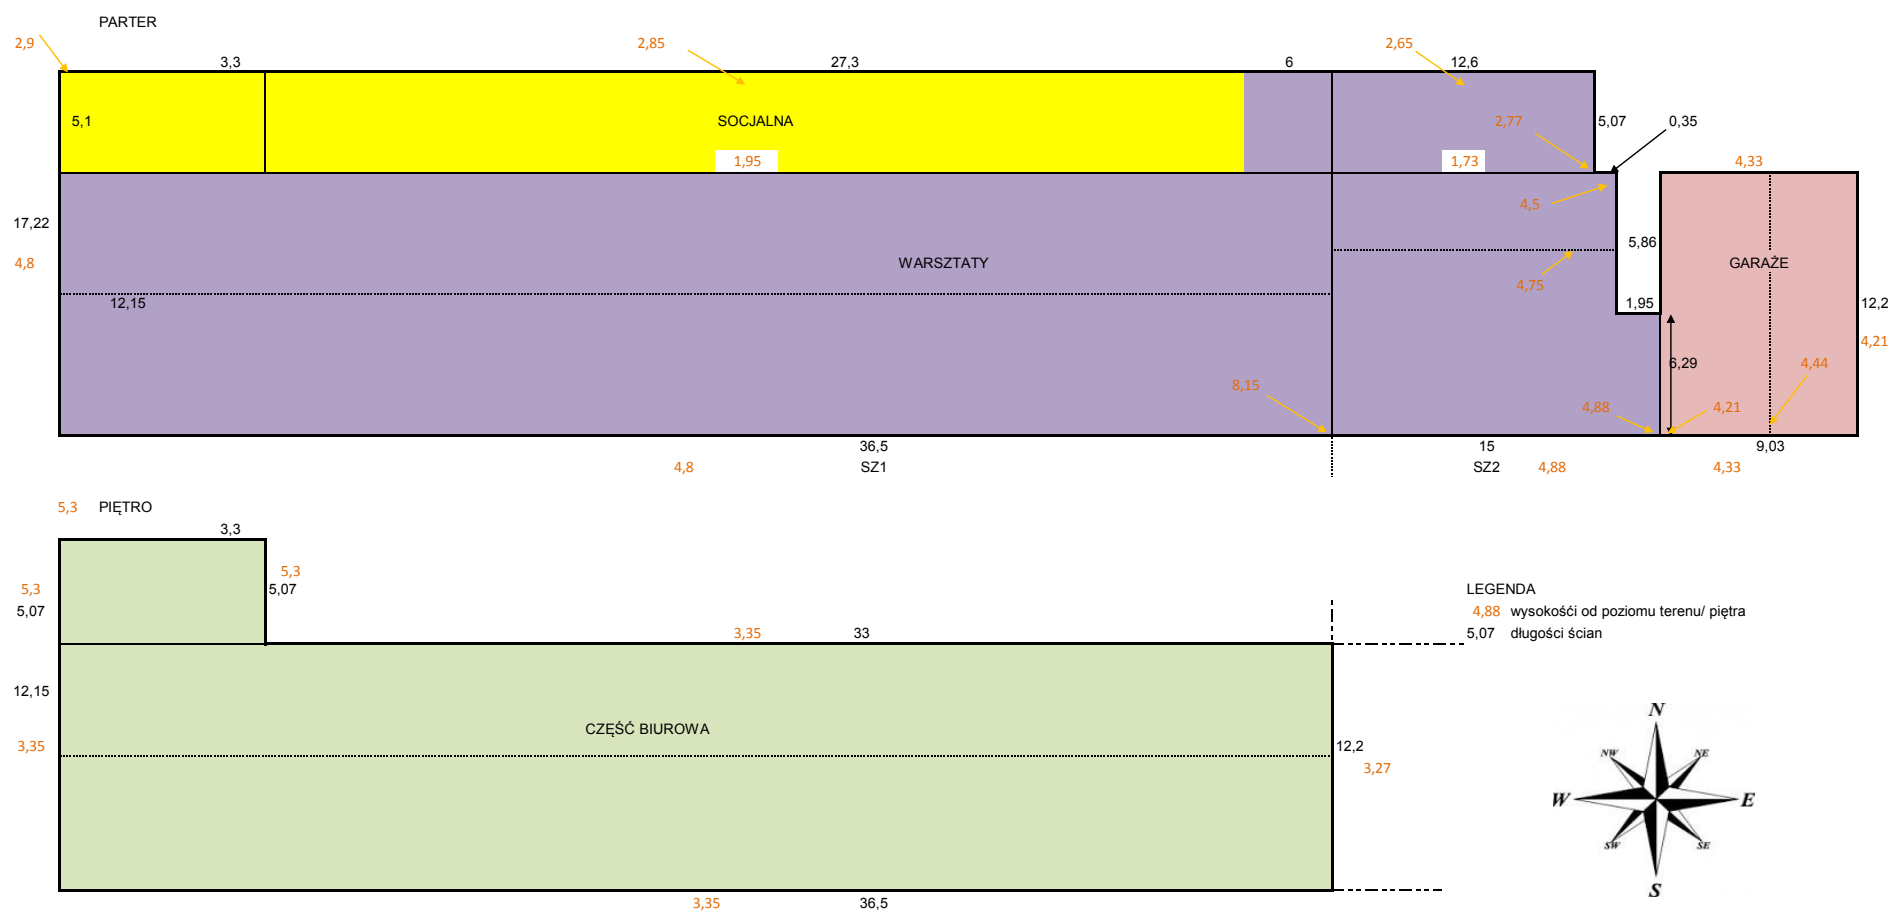 PARTER
2,9
2,85
2,65
3,3
27,3
6
12,6
5,1
SOCJALNA
2,77
5,07
0,35
1,95
1,73
4,33
4,5
17,22
5,86
4,8
WARSZTATY
GARAŻE
4,75
12,15
1,95
12,2
4,21
6,29
4,44
8,15
4,88
4,21
36,5
15
9,03
4,8
SZ1
SZ2
4,88
4,33
5,3 PIĘTRO
3,3
5,3
5,3
5,07
5,07
LEGENDA
4,88 wysokośći od poziomu terenu/ piętra
5,07 długości ścian
3,35
33
12,15
CZĘŚĆ BIUROWA
3,35
12,2
3,27
3,35
36,5
N
NW
NE
W
E
SW
SE
S